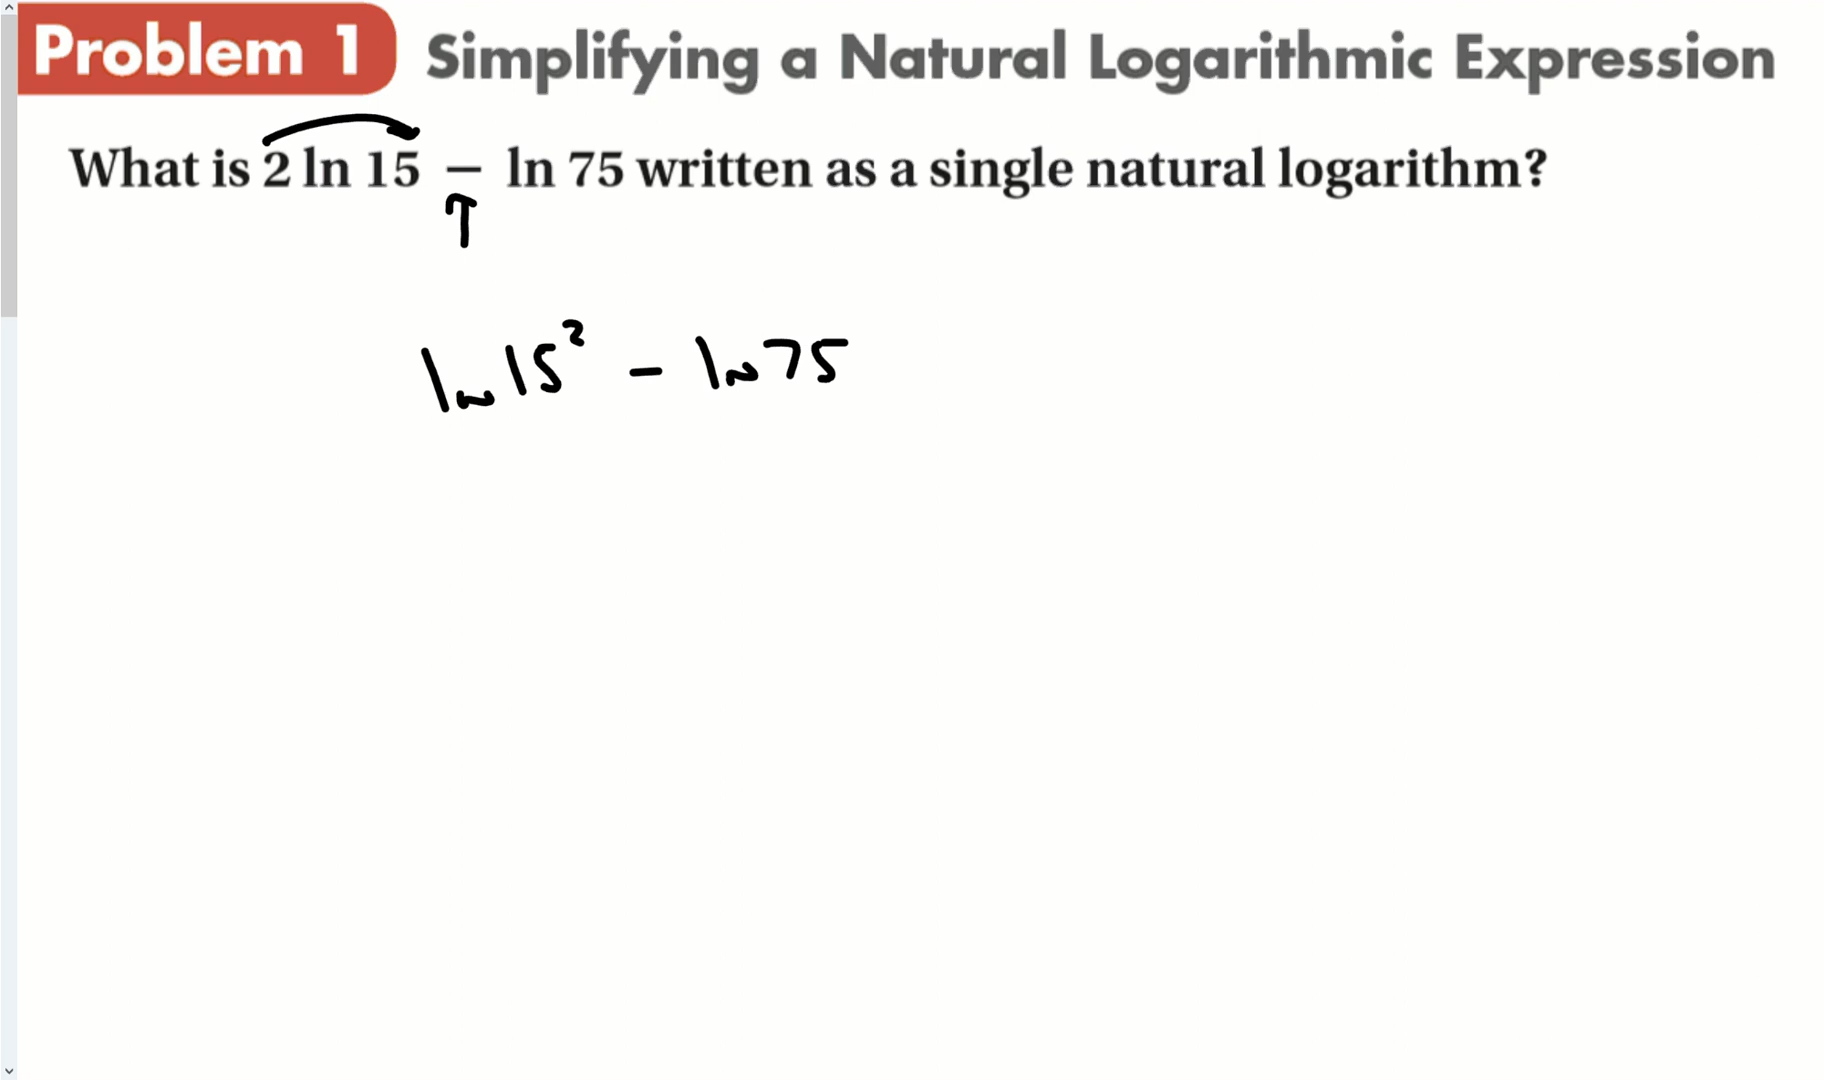 Problem 1 Simplifying a Natural Logarithmic Expression
What is 2 ln 15 − ln 75 written as a single natural logarithm?
ln 15² − ln 75